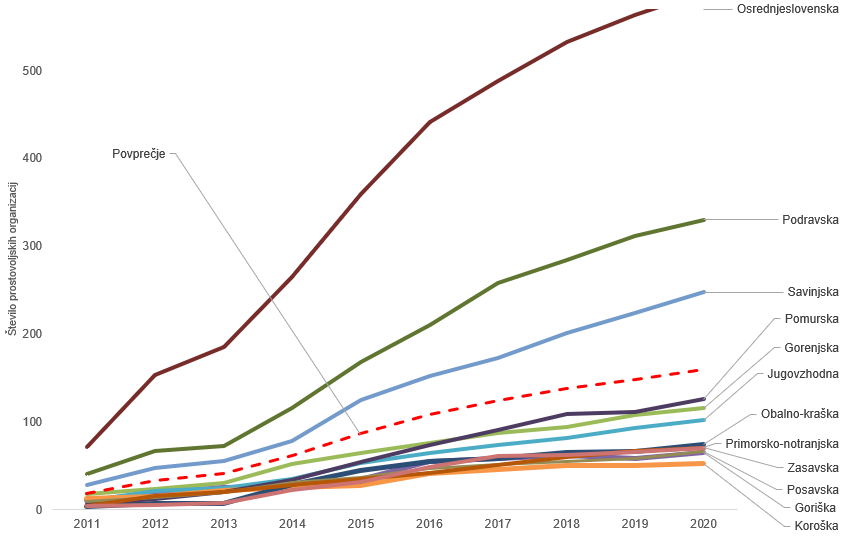 Osrednjeslovenska
500
Povprečje
400
Podravska
300
Savinjska
Pomurska
Gorenjska
Jugovzhodna
200
Obalno-kraška
Primorsko-notranjska
100
Zasavska
Posavska
Goriška
Koroška
0
Število prostovoljskih organizacij
2011 2012 2013 2014 2015 2016 2017 2018 2019 2020